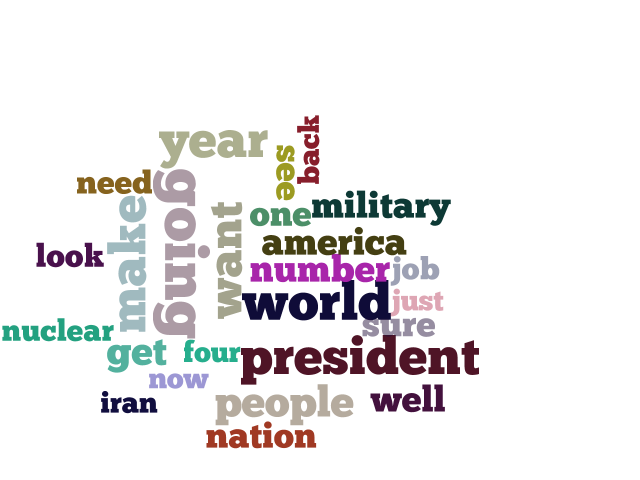 back
year
see
need
going
make
want
one
military
america
look
number
job
world
just
sure
nuclear
get
four
president
now
iran
people
well
nation